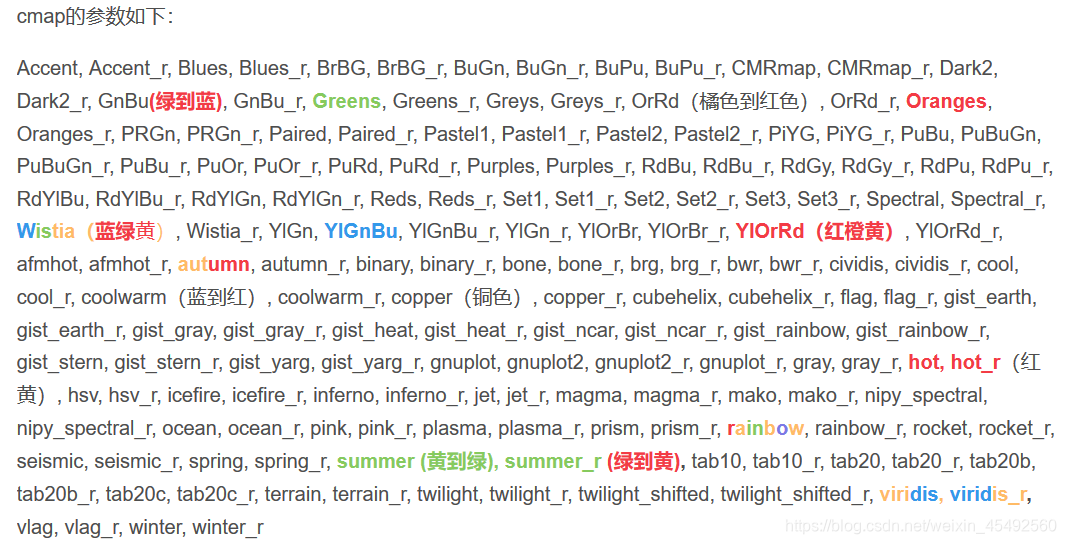 cmap的参数如下：
Accent, Accent_r, Blues, Blues_r, BrBG, BrBG_r, BuGn, BuGn_r, BuPu, BuPu_r, CMRmap, CMRmap_r, Dark2,
Dark2_r, GnBu(绿到蓝), GnBu_r, Greens, Greens_r, Greys, Greys_r, OrRd（橘色到红色）, OrRd_r, Oranges,
Oranges_r, PRGn, PRGn_r, Paired, Paired_r, Pastel1, Pastel1_r, Pastel2, Pastel2_r, PiYG, PiYG_r, PuBu, PuBuGn,
PuBuGn_r, PuBu_r, PuOr, PuOr_r, PuRd, PuRd_r, Purples, Purples_r, RdBu, RdBu_r, RdGy, RdGy_r, RdPu, RdPu_r,
RdYlBu, RdYlBu_r, RdYlGn, RdYlGn_r, Reds, Reds_r, Set1, Set1_r, Set2, Set2_r, Set3, Set3_r, Spectral, Spectral_r,
Wistia（蓝绿黄）, Wistia_r, YlGn, YlGnBu, YlGnBu_r, YlGn_r, YlOrBr, YlOrBr_r, YlOrRd（红橙黄）, YlOrRd_r,
afmhot, afmhot_r, autumn, autumn_r, binary, binary_r, bone, bone_r, brg, brg_r, bwr, bwr_r, cividis, cividis_r, cool,
cool_r, coolwarm（蓝到红）, coolwarm_r, copper（铜色）, copper_r, cubehelix, cubehelix_r, flag, flag_r, gist_earth,
gist_earth_r, gist_gray, gist_gray_r, gist_heat, gist_heat_r, gist_ncar, gist_ncar_r, gist_rainbow, gist_rainbow_r,
gist_stern, gist_stern_r, gist_yarg, gist_yarg_r, gnuplot, gnuplot2, gnuplot2_r, gnuplot_r, gray, gray_r, hot, hot_r（红
黄）, hsv, hsv_r, icefire, icefire_r, inferno, inferno_r, jet, jet_r, magma, magma_r, mako, mako_r, nipy_spectral,
nipy_spectral_r, ocean, ocean_r, pink, pink_r, plasma, plasma_r, prism, prism_r, rainbow, rainbow_r, rocket, rocket_r,
seismic, seismic_r, spring, spring_r, summer (黄到绿), summer_r (绿到黄), tab10, tab10_r, tab20, tab20_r, tab20b,
tab20b_r, tab20c, tab20c_r, terrain, terrain_r, twilight, twilight_r, twilight_shifted, twilight_shifted_r, viridis, viridis_r,
vlag, vlag_r, winter, winter_r
https://blog.csdn.net/weixin_45492560